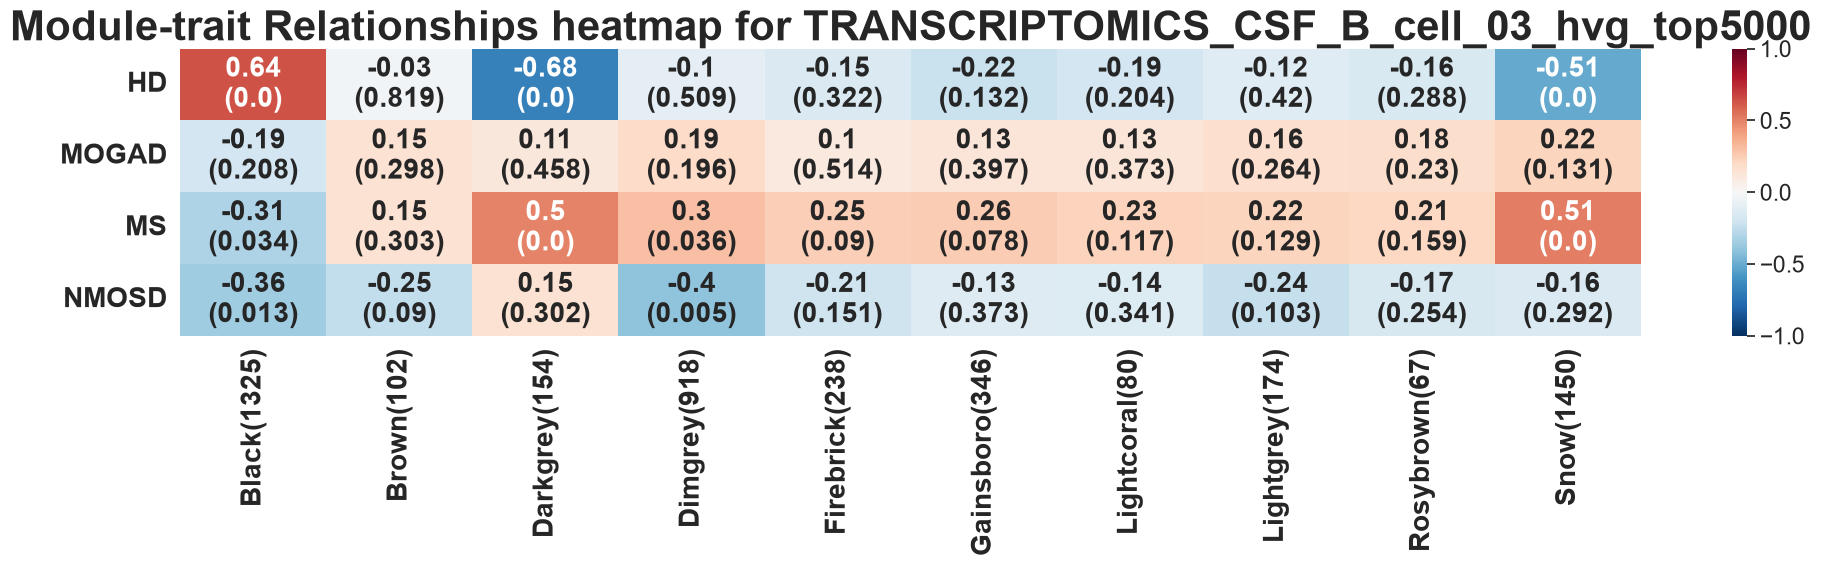 Module-trait Relationships heatmap for TRANSCRIPTOMICS_CSF_B_cell_03_hvg_top5000
HD
0.64 -0.03 -0.68 -0.1 -0.15 -0.22 -0.19 -0.12 -0.16 -0.51
(0.0) (0.819) (0.0) (0.509) (0.322) (0.132) (0.204) (0.42) (0.288) (0.0)
MOGAD
-0.19 0.15 0.11 0.19 0.1 0.13 0.13 0.16 0.18 0.22
(0.208) (0.298) (0.458) (0.196) (0.514) (0.397) (0.373) (0.264) (0.23) (0.131)
MS
-0.31 0.15 0.5 0.3 0.25 0.26 0.23 0.22 0.21 0.51
(0.034) (0.303) (0.0) (0.036) (0.09) (0.078) (0.117) (0.129) (0.159) (0.0)
NMOSD
-0.36 -0.25 0.15 -0.4 -0.21 -0.13 -0.14 -0.24 -0.17 -0.16
(0.013) (0.09) (0.302) (0.005) (0.151) (0.373) (0.341) (0.103) (0.254) (0.292)
Black(1325)
Brown(102)
Darkgrey(154)
Dimgrey(918)
Firebrick(238)
Gainsboro(346)
Lightcoral(80)
Lightgrey(174)
Rosybrown(67)
Snow(1450)
1.0
0.5
0.0
−0.5
−1.0